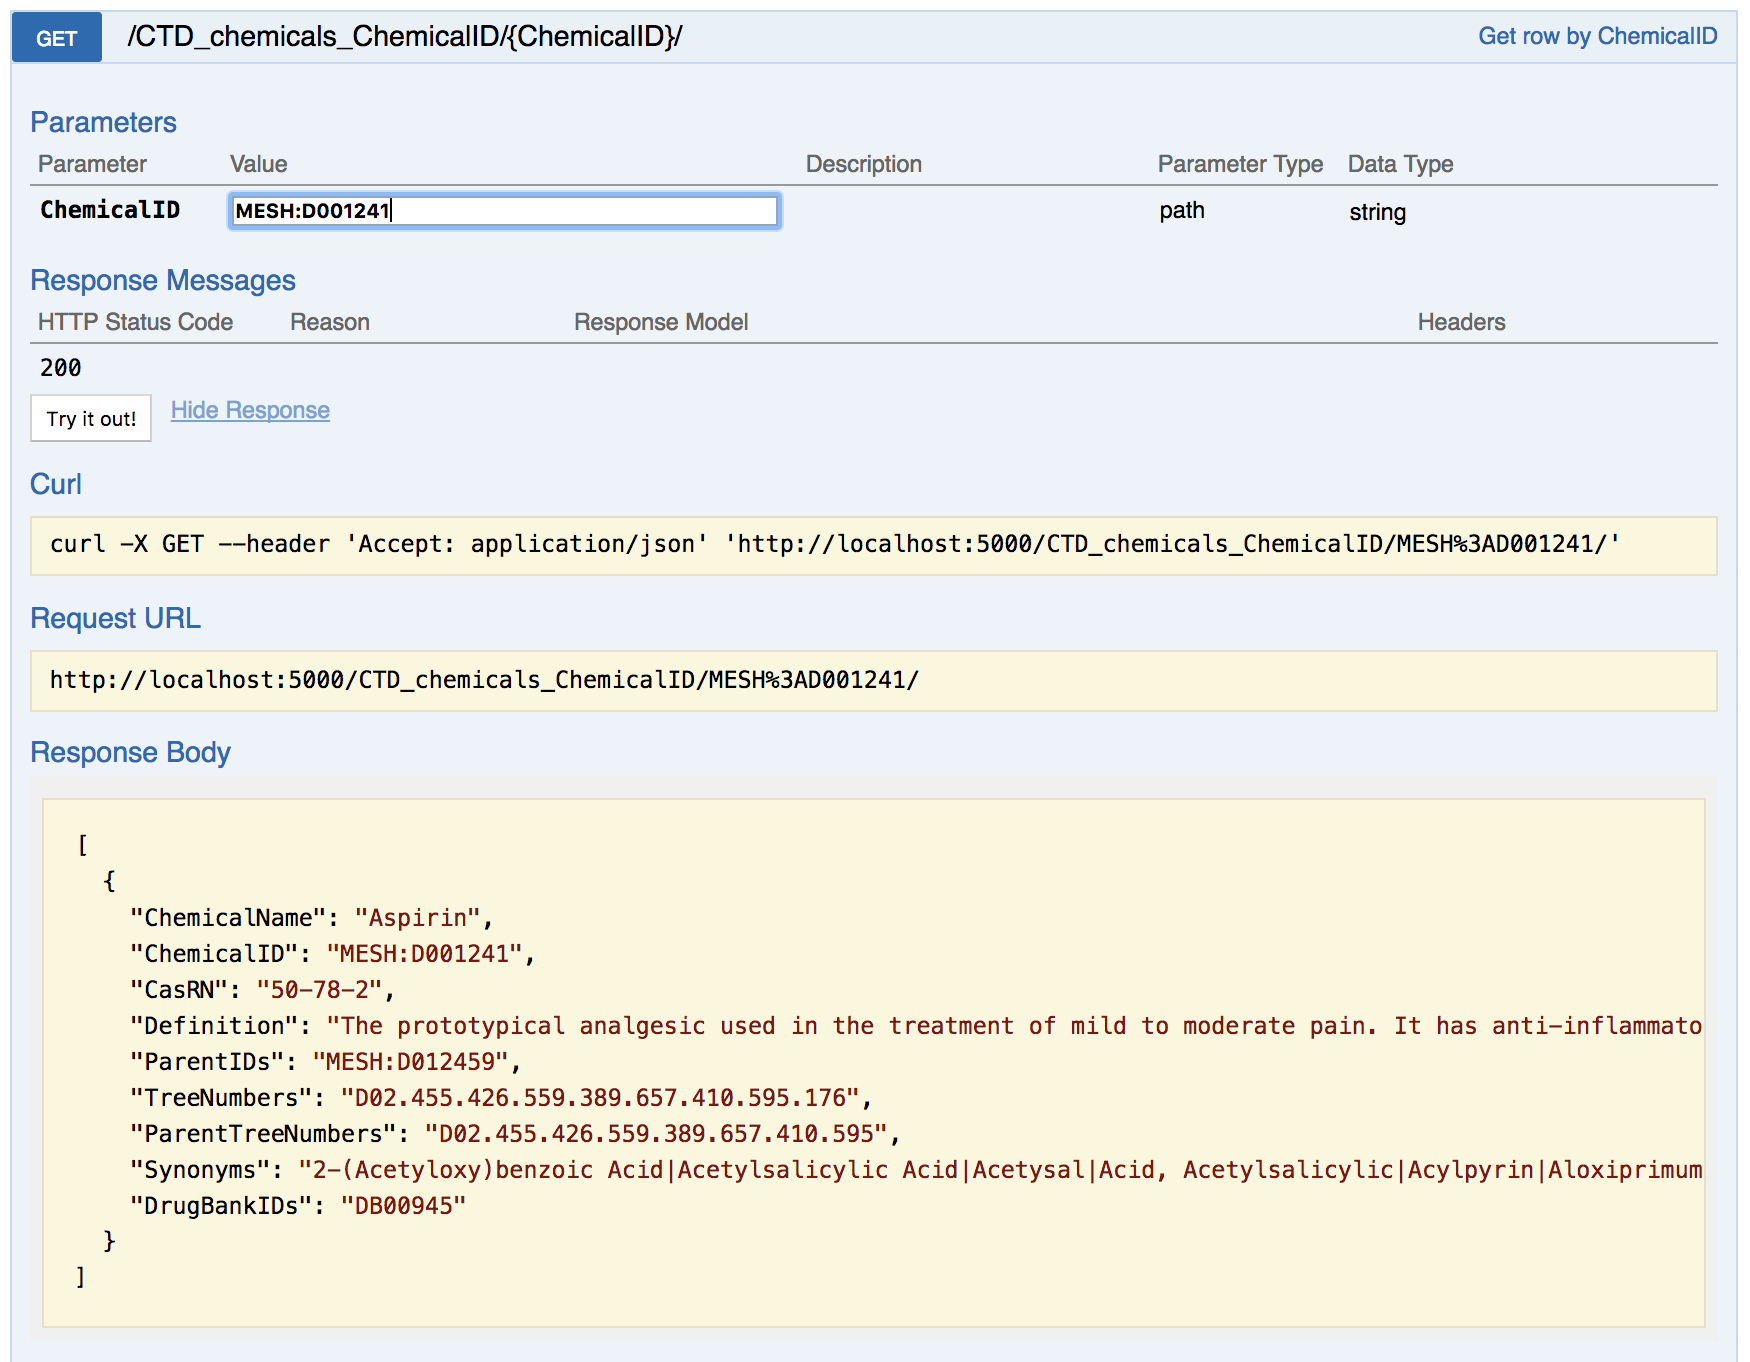 GET /CTD_chemicals_ChemicalID/{ChemicalID}/ Get row by ChemicalID
Parameters
Parameter Value Description Parameter Type Data Type
ChemicalID MESH:D001241 path string
Response Messages
HTTP Status Code Reason Response Model Headers
200
Try it out! Hide Response
Curl
curl -X GET --header 'Accept: application/json' 'http://localhost:5000/CTD_chemicals_ChemicalID/MESH%3AD001241/'
Request URL
http://localhost:5000/CTD_chemicals_ChemicalID/MESH%3AD001241/
Response Body
[
{
"ChemicalName": "Aspirin",
"ChemicalID": "MESH:D001241",
"CasRN": "50-78-2",
"Definition": "The prototypical analgesic used in the treatment of mild to moderate pain. It has anti-inflammato
"ParentIDs": "MESH:D012459",
"TreeNumbers": "D02.455.426.559.389.657.410.595.176",
"ParentTreeNumbers": "D02.455.426.559.389.657.410.595",
"Synonyms": "2-(Acetyloxy)benzoic Acid|Acetylsalicylic Acid|Acetysal|Acid, Acetylsalicylic|Acylpyrin|Aloxiprimum
"DrugBankIDs": "DB00945"
}
]